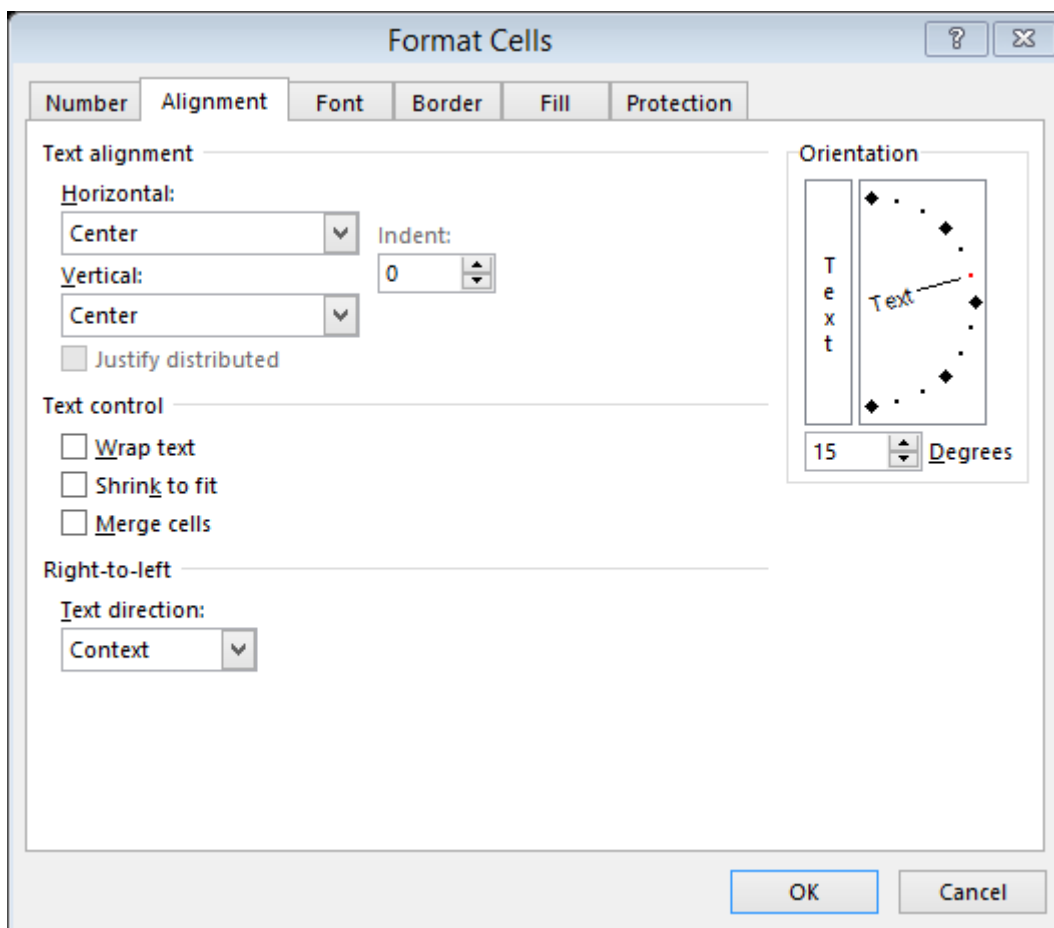 Format Cells
Number Alignment Font Border Fill Protection
Text alignment
Horizontal:
Center
Indent:
0
Vertical:
Center
Justify distributed
Text control
Wrap text
Shrink to fit
Merge cells
Right-to-left
Text direction:
Context
Orientation
Text
Text
15 Degrees
OK Cancel